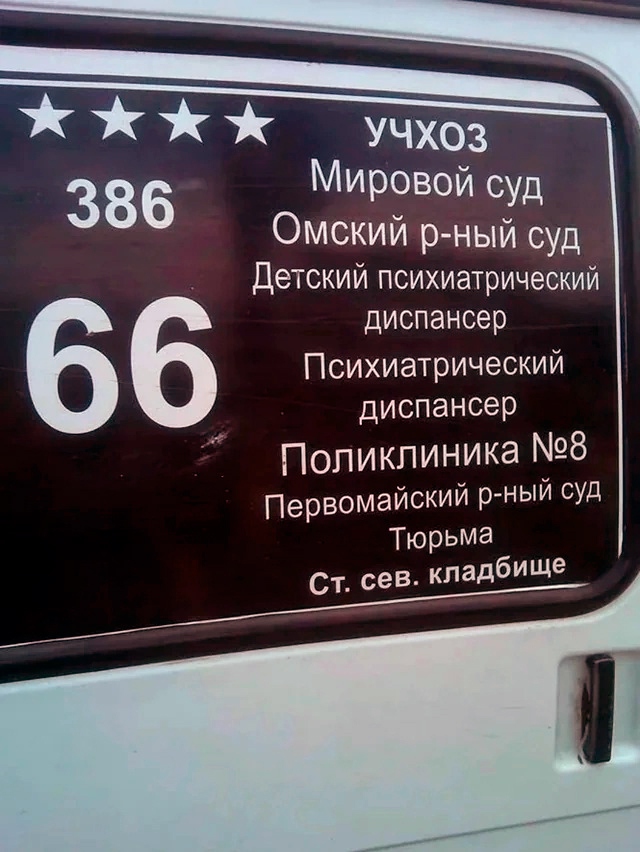 386
66
УЧХОЗ
Мировой суд
Омский р-ный суд
Детский психиатрический
диспансер
Психиатрический
диспансер
Поликлиника №8
Первомайский р-ный суд
Тюрьма
Ст. сев. кладбище